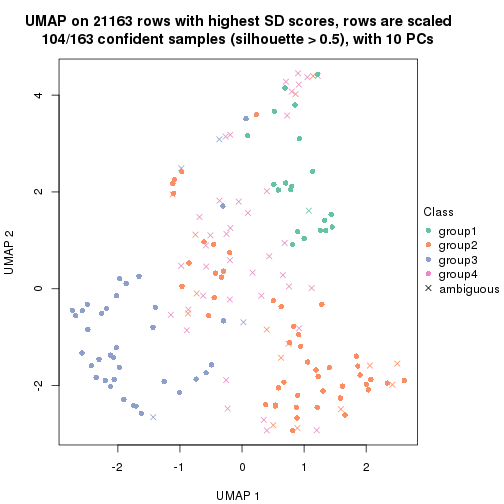 UMAP on 21163 rows with highest SD scores, rows are scaled
104/163 confident samples (silhouette > 0.5), with 10 PCs
4
2
0
-2
UMAP 2
-2
-1
0
1
2
UMAP 1
Class
group1
group2
group3
group4
ambiguous